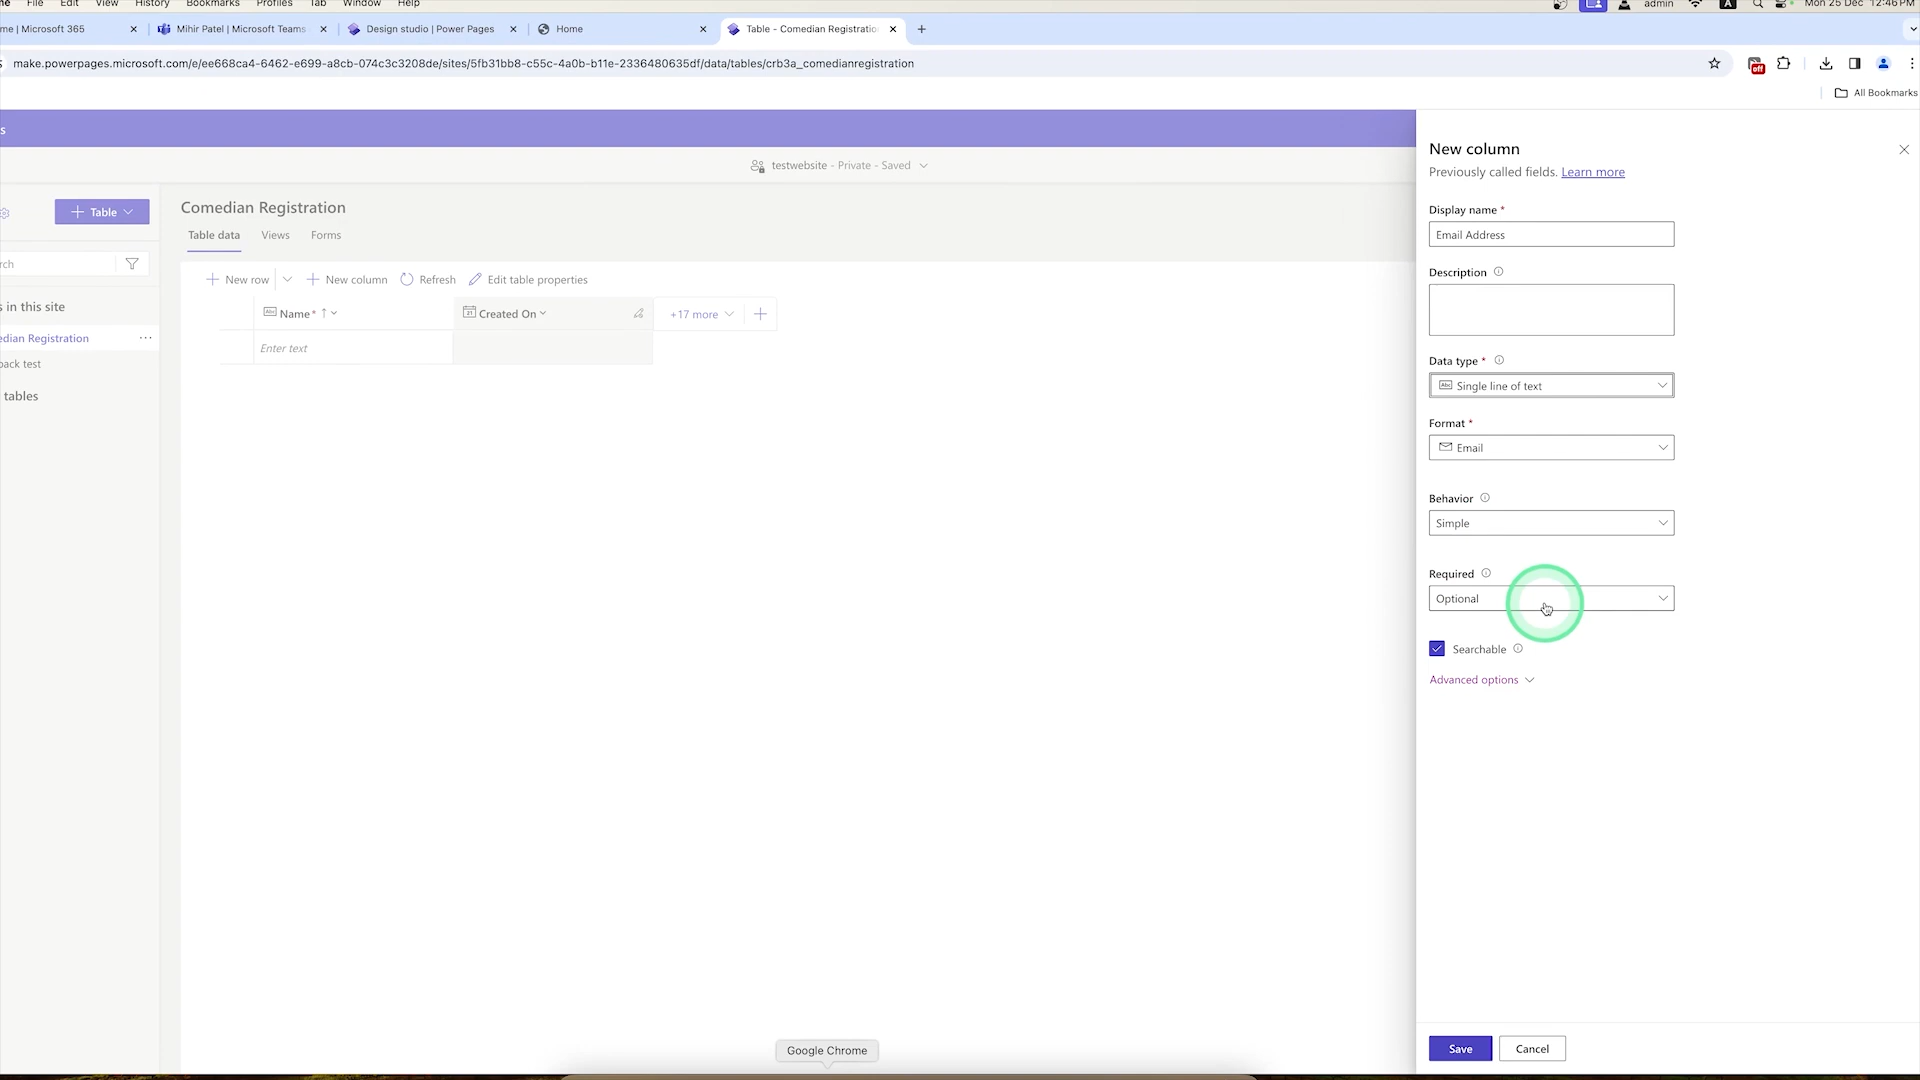 File Edit View History Bookmarks Profiles Tab Window Help admin A Mon 25 Dec 12:46 PM
me | Microsoft 365 Mihir Patel | Microsoft Teams Design studio | Power Pages Home Table - Comedian Registratio
make.powerpages.microsoft.com/e/ee668ca4-6462-e699-a8cb-074c3c3208de/sites/5fb31bb8-c55c-4a0b-b11e-2336480635df/data/tables/crb3a_comedianregistration
off
All Bookmarks
s
testwebsite - Private - Saved
Table
rch
s in this site
edian Registration
back test
tables
Comedian Registration
Table data Views Forms
New row New column Refresh Edit table properties
Abc Name * ↑ 21 Created On +17 more
Enter text
New column
Previously called fields. Learn more
Display name *
Email Address
Description
Data type *
Abc Single line of text
Format *
Email
Behavior
Simple
Required
Optional
Searchable
Advanced options
Save Cancel
Google Chrome